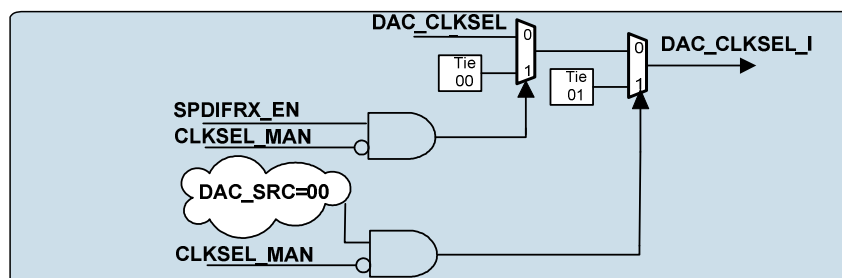 DAC_CLKSEL
0
1
Tie
00
0
1
Tie
01
DAC_CLKSEL_I
SPDIFRX_EN
CLKSEL_MAN
DAC_SRC=00
CLKSEL_MAN